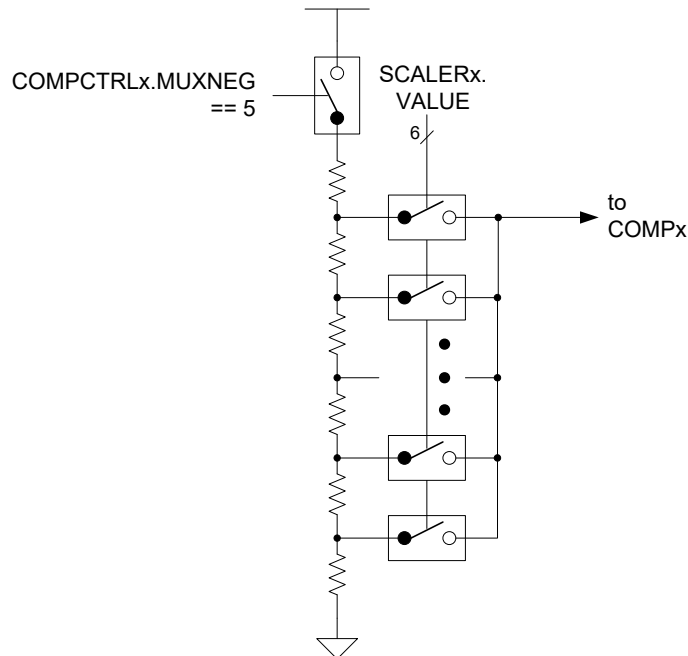 COMPCTRLx.MUXNEG
== 5
SCALERx.
VALUE
6
to
COMPx